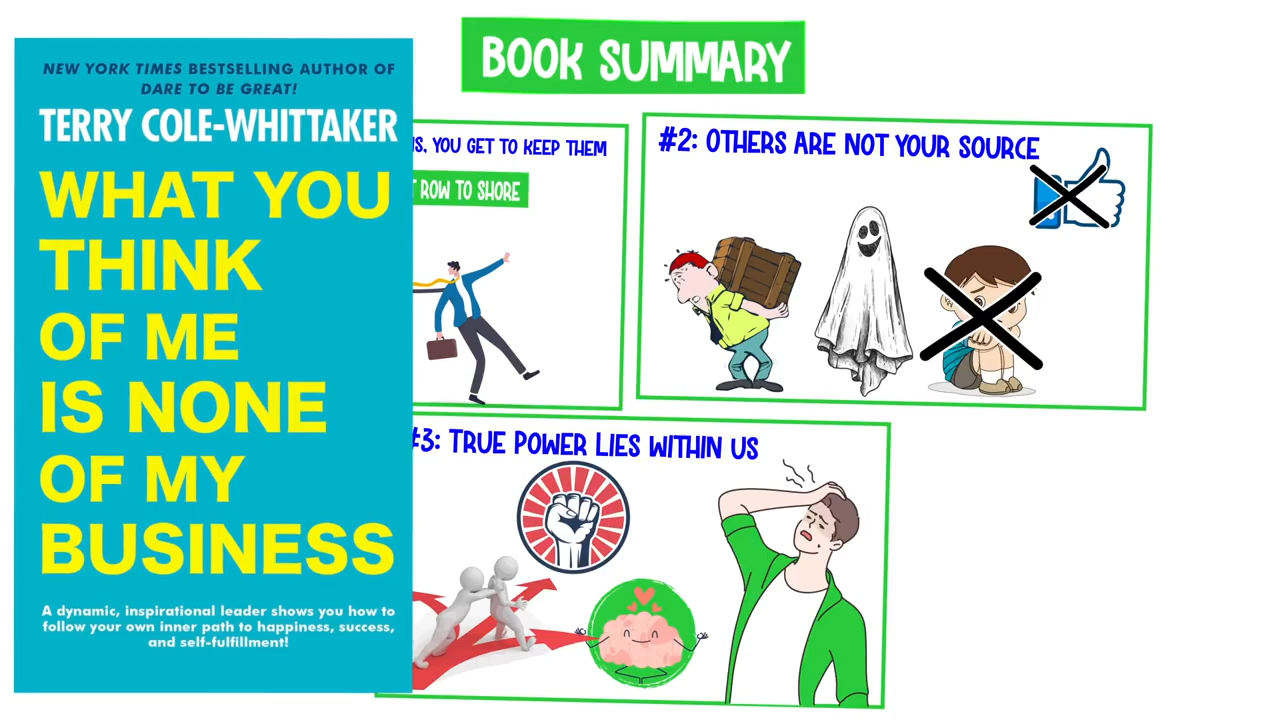 NEW YORK TIMES BESTSELLING AUTHOR OF
DARE TO BE GREAT!
TERRY COLE-WHITTAKER
WHAT YOU
THINK
OF ME
IS NONE
OF MY
BUSINESS
A dynamic, inspirational leader shows you how to
follow your own inner path to happiness, success,
and self-fulfillment!
BOOK SUMMARY
YOU GET TO KEEP THEM
ROW TO SHORE
#2: OTHERS ARE NOT YOUR SOURCE
#3: TRUE POWER LIES WITHIN US